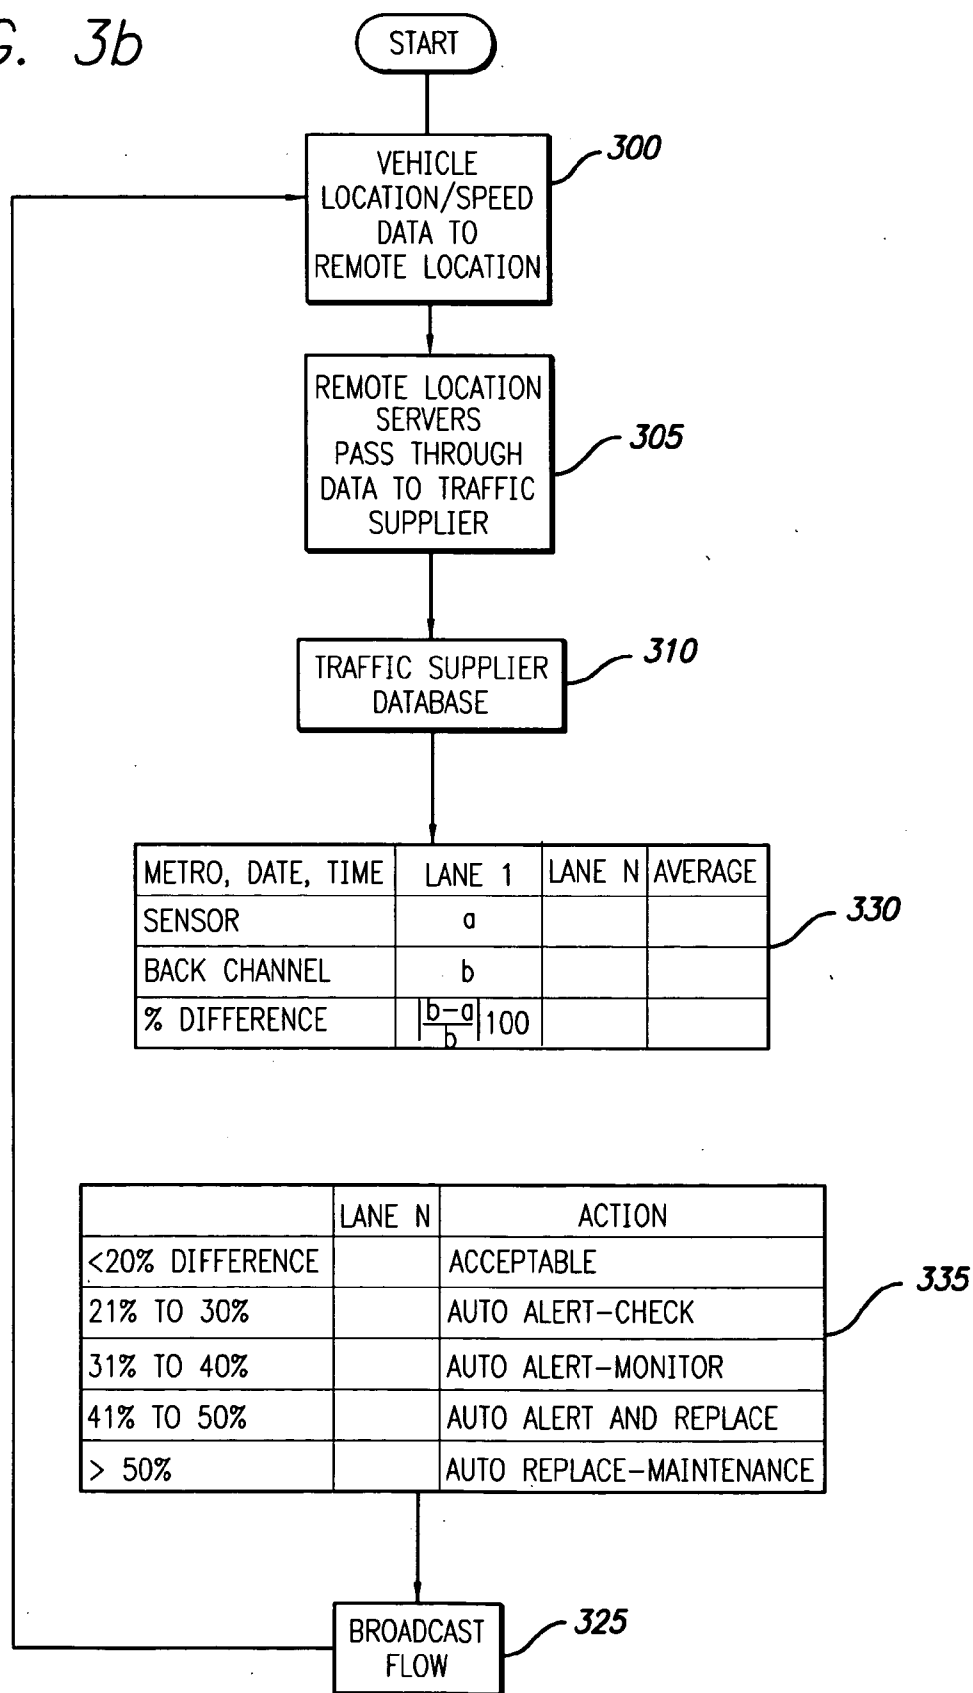 G. 3b
START
VEHICLE
LOCATION/SPEED
DATA TO
REMOTE LOCATION
300
REMOTE LOCATION
SERVERS
PASS THROUGH
DATA TO TRAFFIC
SUPPLIER
305
TRAFFIC SUPPLIER
DATABASE
310
METRO, DATE, TIME LANE 1 LANE N AVERAGE
SENSOR a
BACK CHANNEL b
% DIFFERENCE |b-a/b|100
330
LANE N ACTION
<20% DIFFERENCE ACCEPTABLE
21% TO 30% AUTO ALERT-CHECK
31% TO 40% AUTO ALERT-MONITOR
41% TO 50% AUTO ALERT AND REPLACE
> 50% AUTO REPLACE-MAINTENANCE
335
BROADCAST
FLOW
325